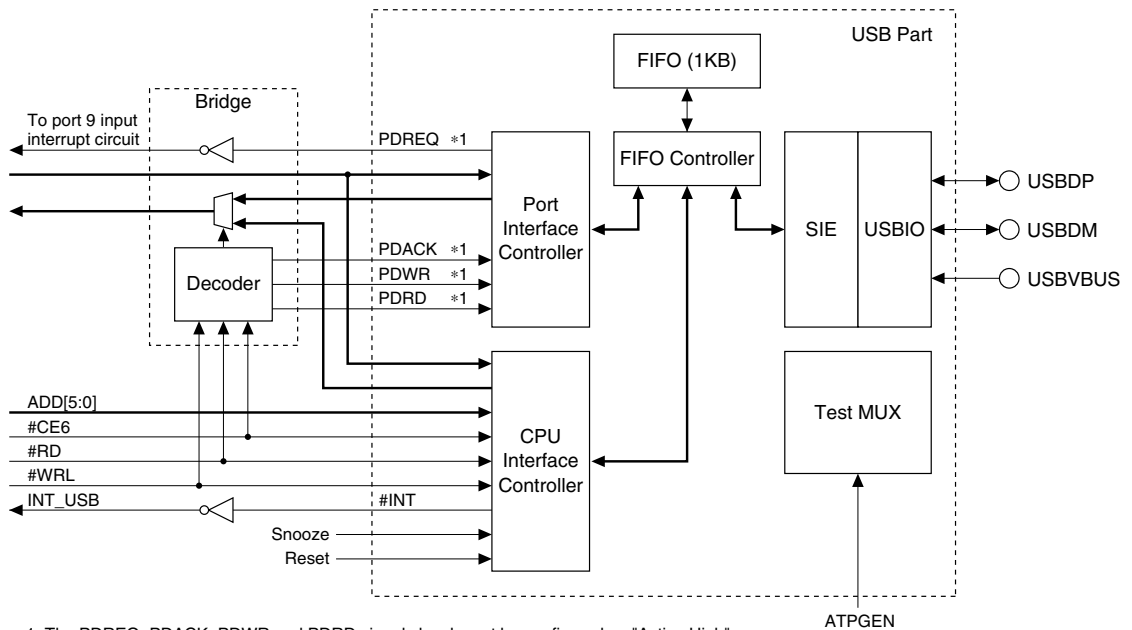 USB Part
FIFO (1KB)
Bridge
To port 9 input
interrupt circuit
PDREQ *1
FIFO Controller
Port
Interface
Controller
SIE
USBIO
USBDP
USBDM
USBVBUS
PDACK *1
PDWR *1
PDRD *1
Decoder
ADD[5:0]
#CE6
#RD
#WRL
INT_USB
#INT
CPU
Interface
Controller
Test MUX
Snooze
Reset
ATPGEN